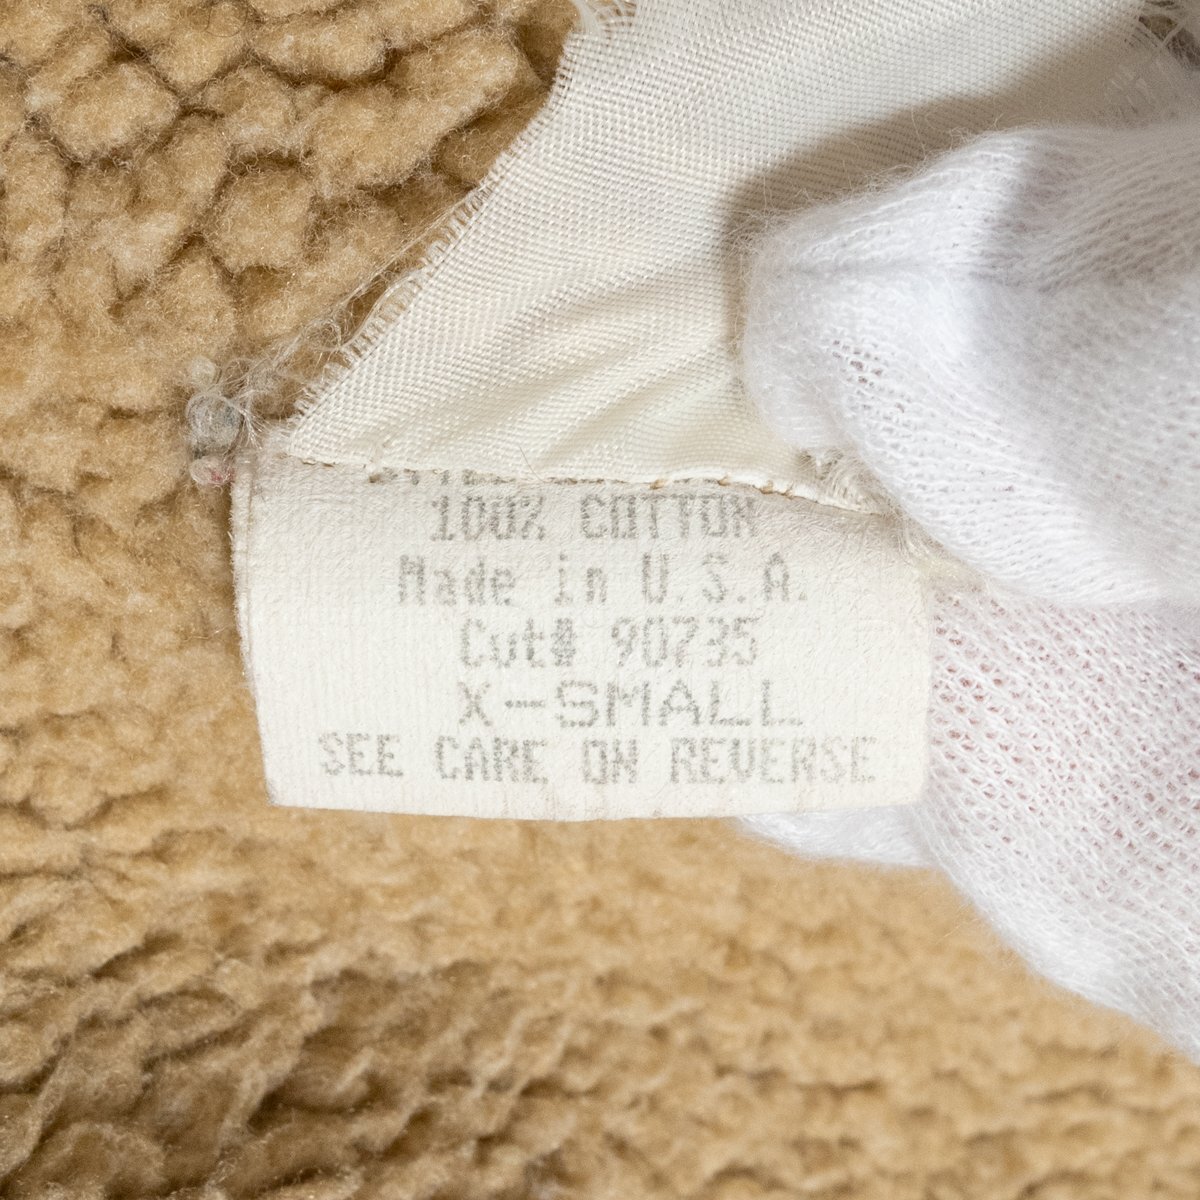 100% COTTON
Made in U.S.A.
Cut# 90735
X-SMALL
SEE CARE ON REVERSE